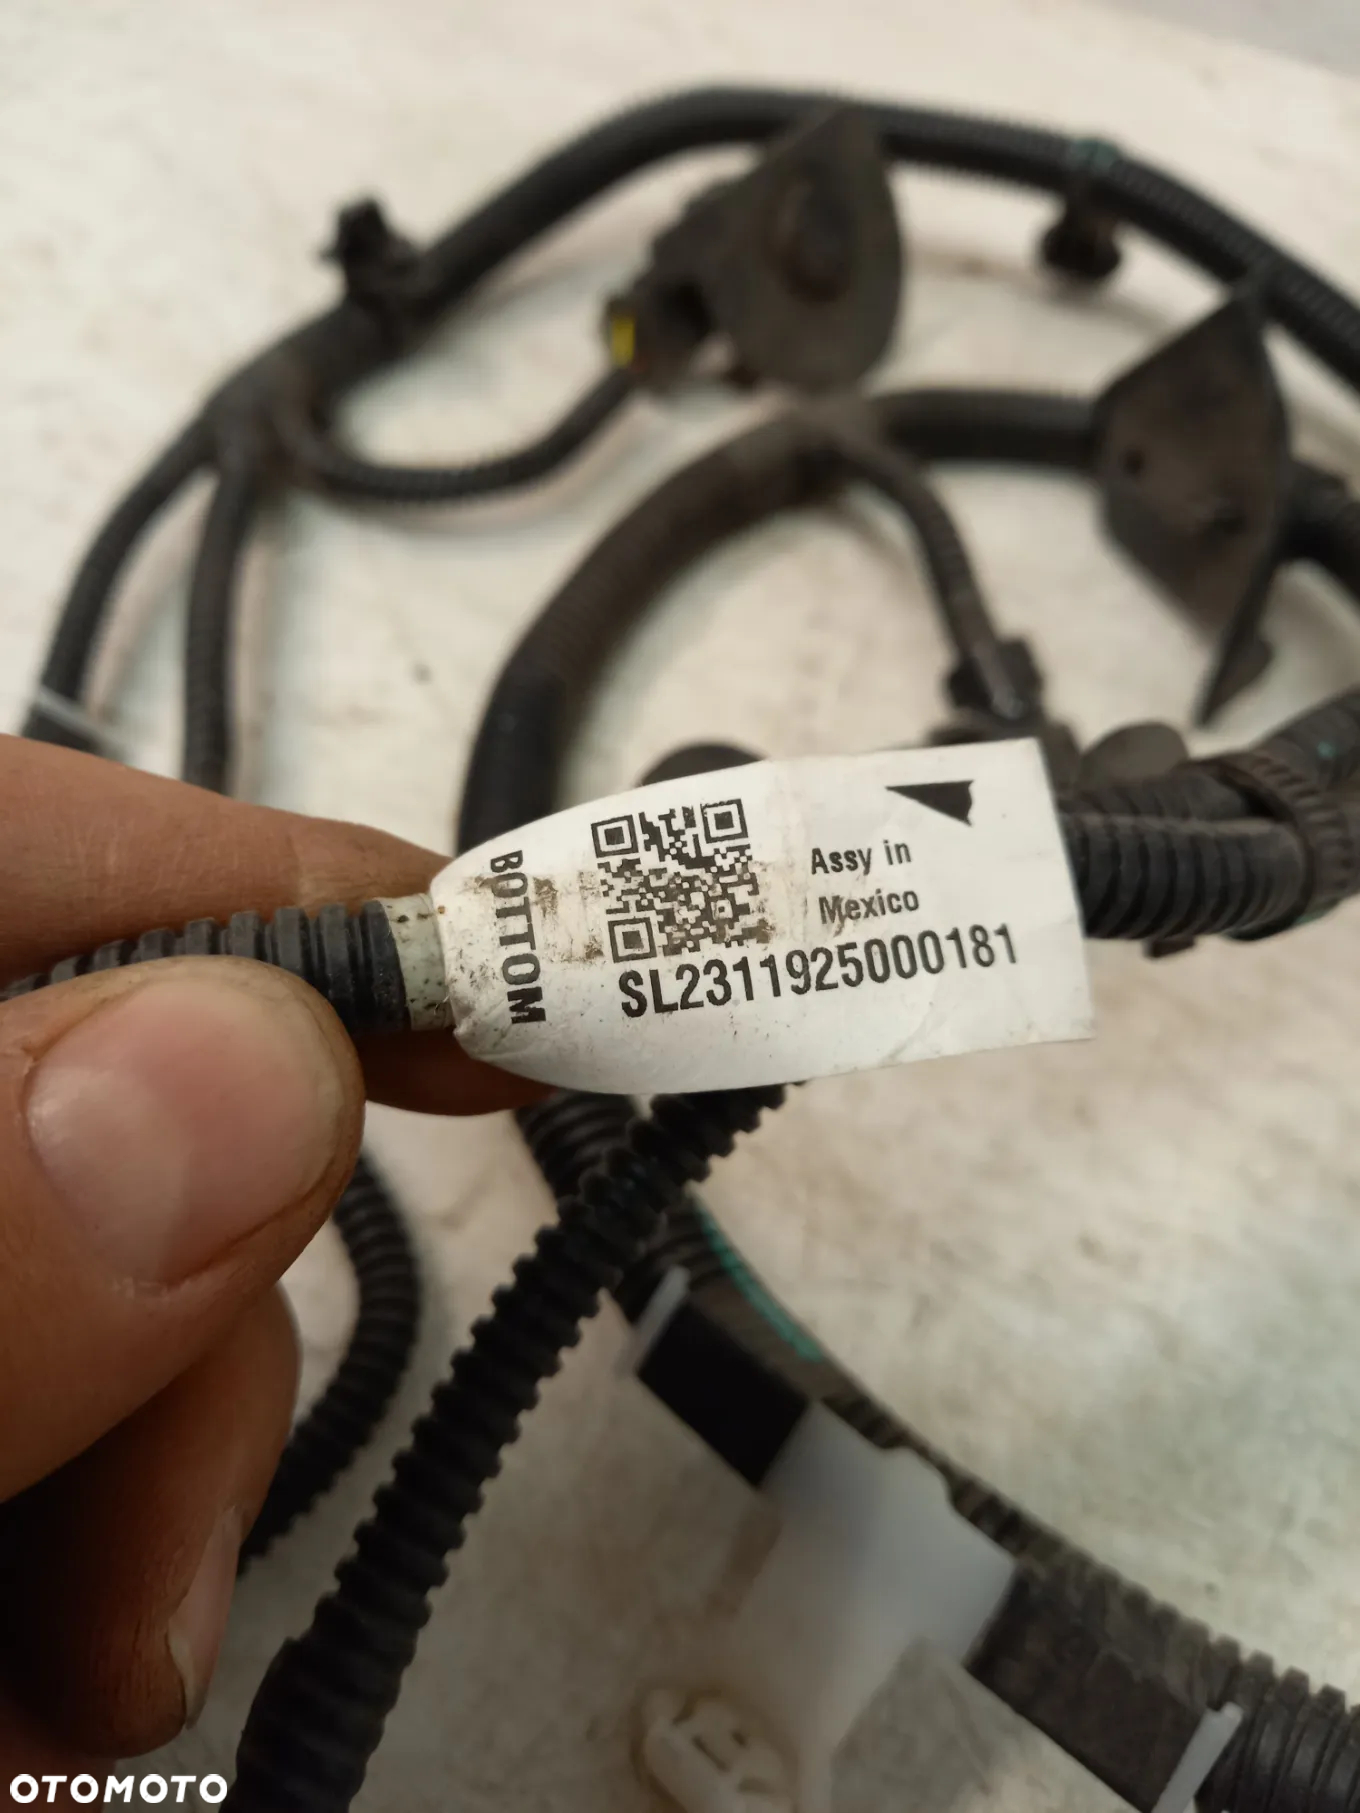 BOTTOM
Assy in
Mexico
SL2311925000181
OTOMOTO